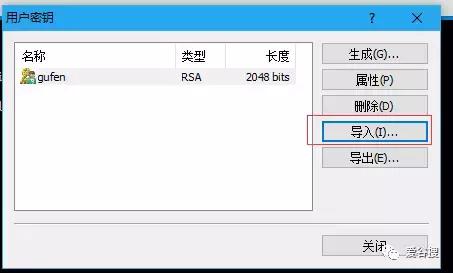 用户密钥
名称 类型 长度
gufen RSA 2048 bits
生成(G)...
属性(P)
删除(D)
导入(I)...
导出(E)...
关闭
爱谷搜